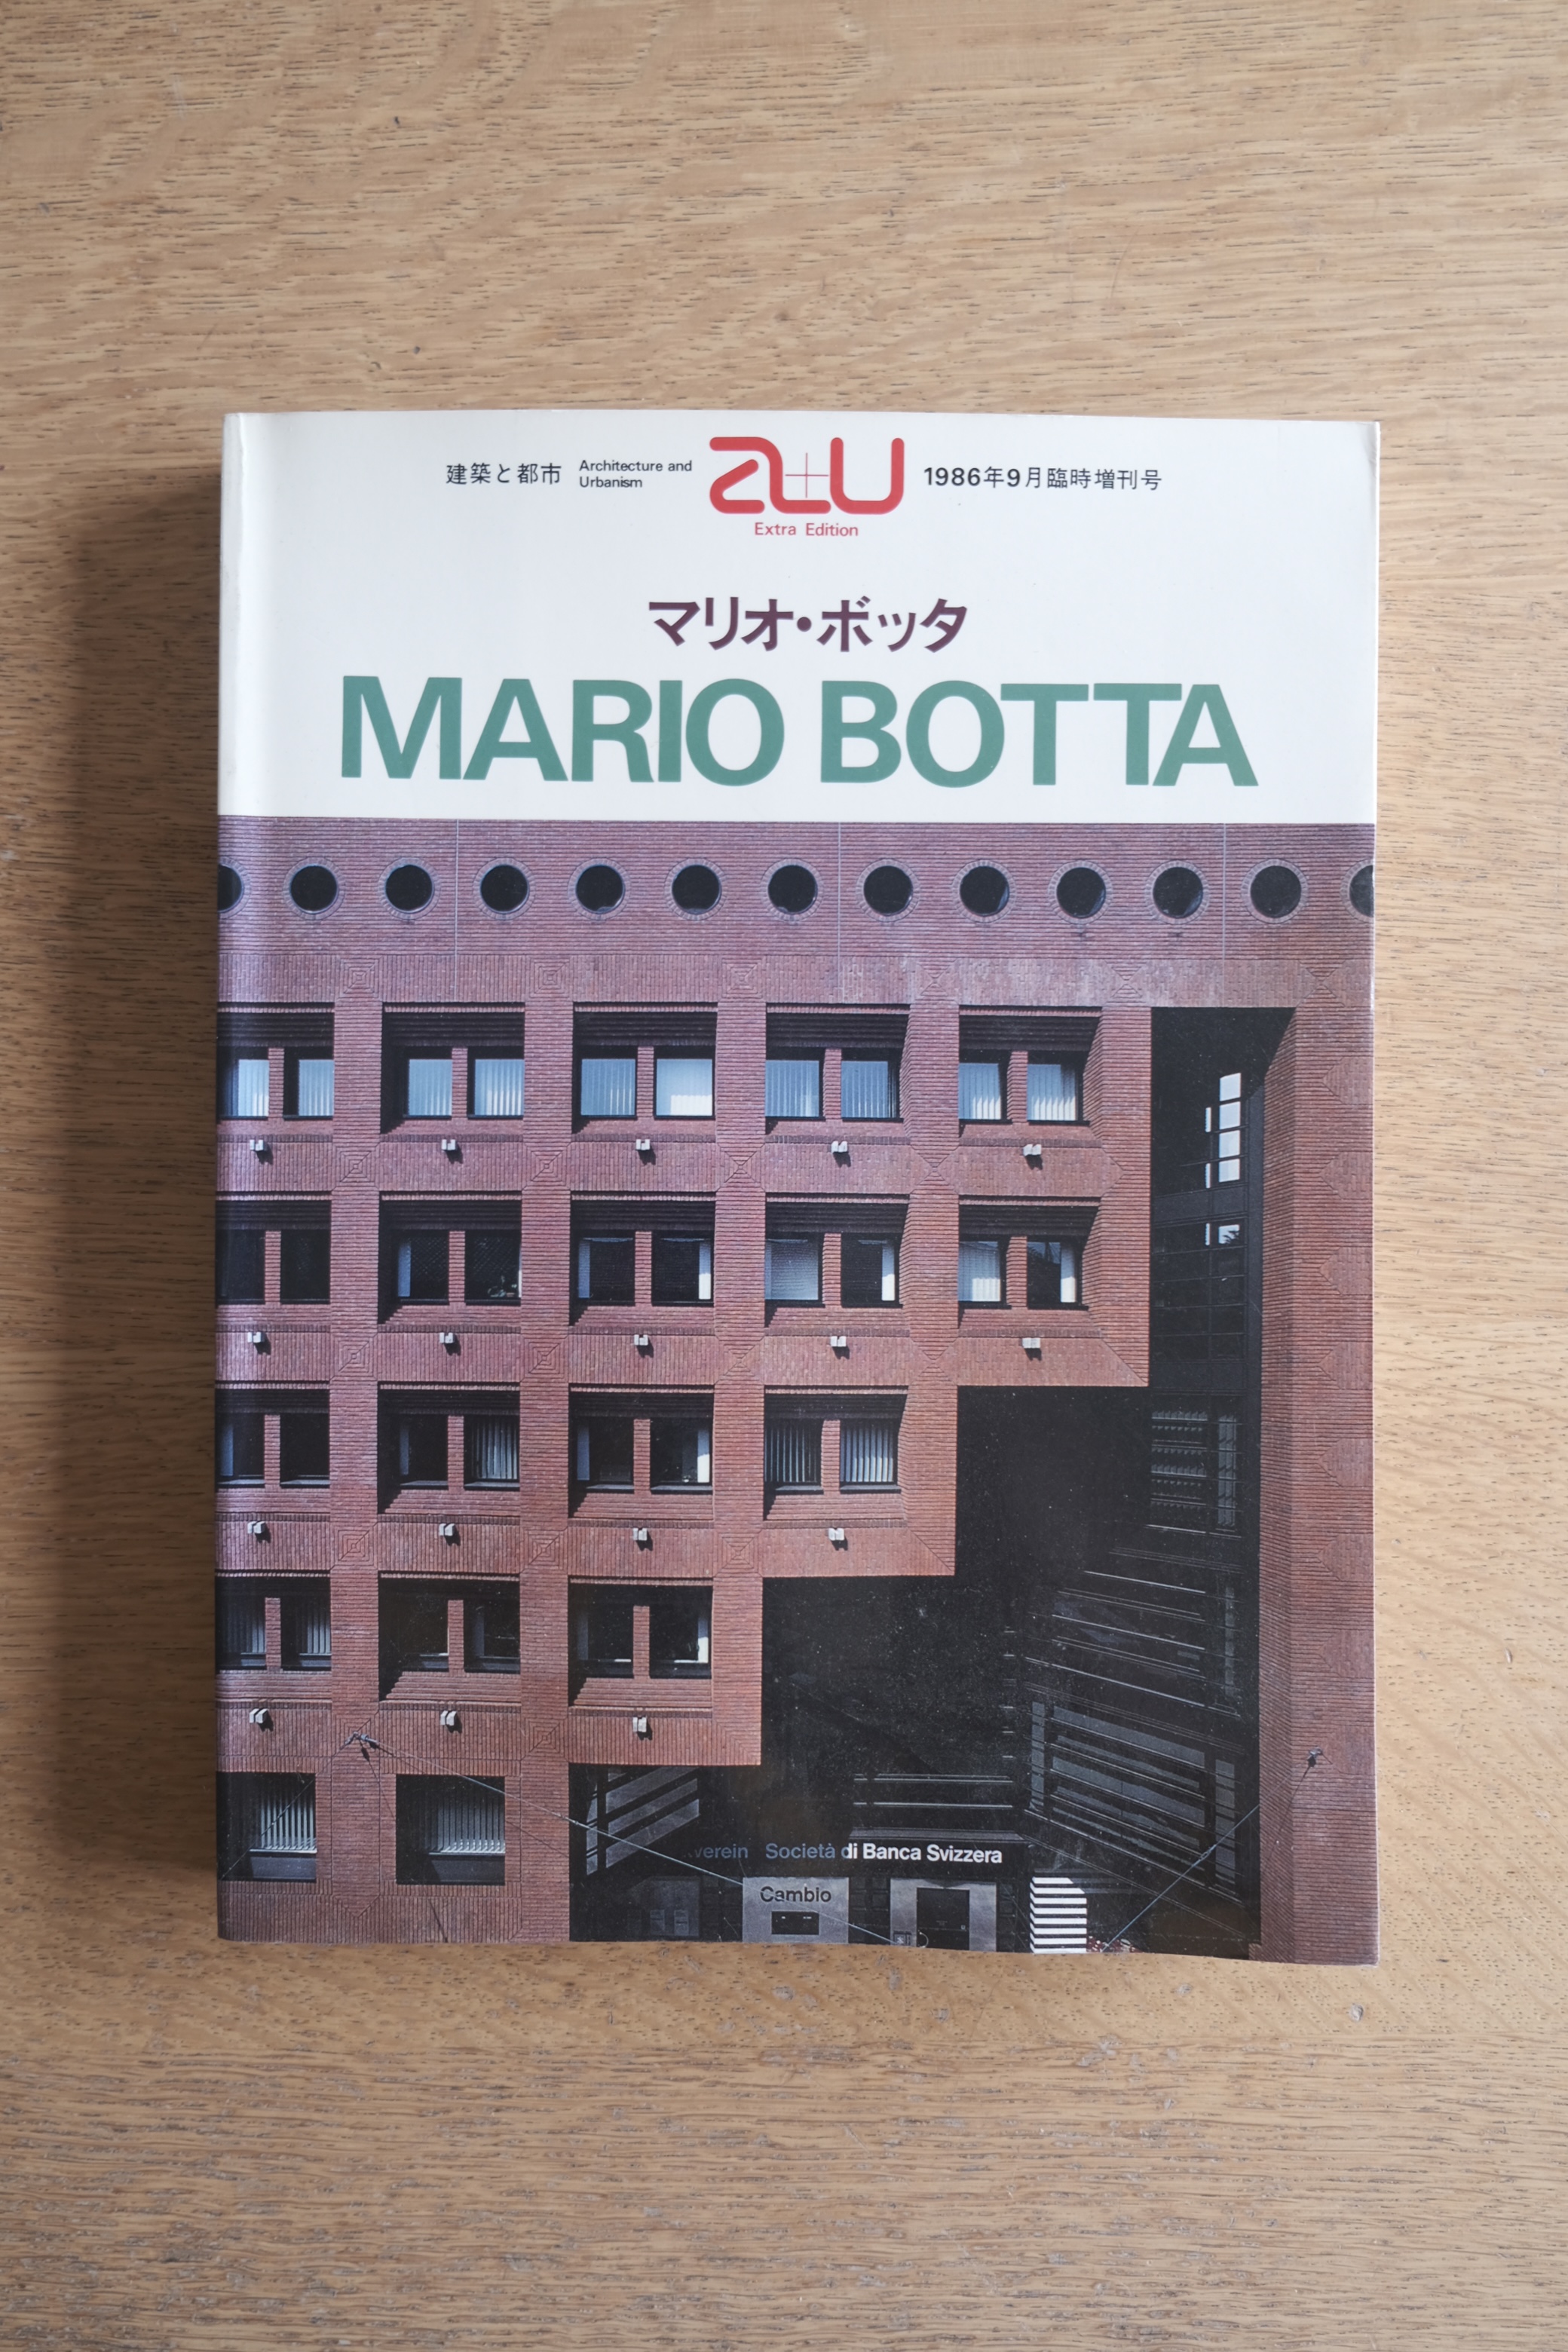 建築と都市
Architecture and
Urbanism
a+U
1986年9月臨時増刊号
Extra Edition
マリオ・ボッタ
MARIO BOTTA
verein Società di Banca Svizzera
Cambio